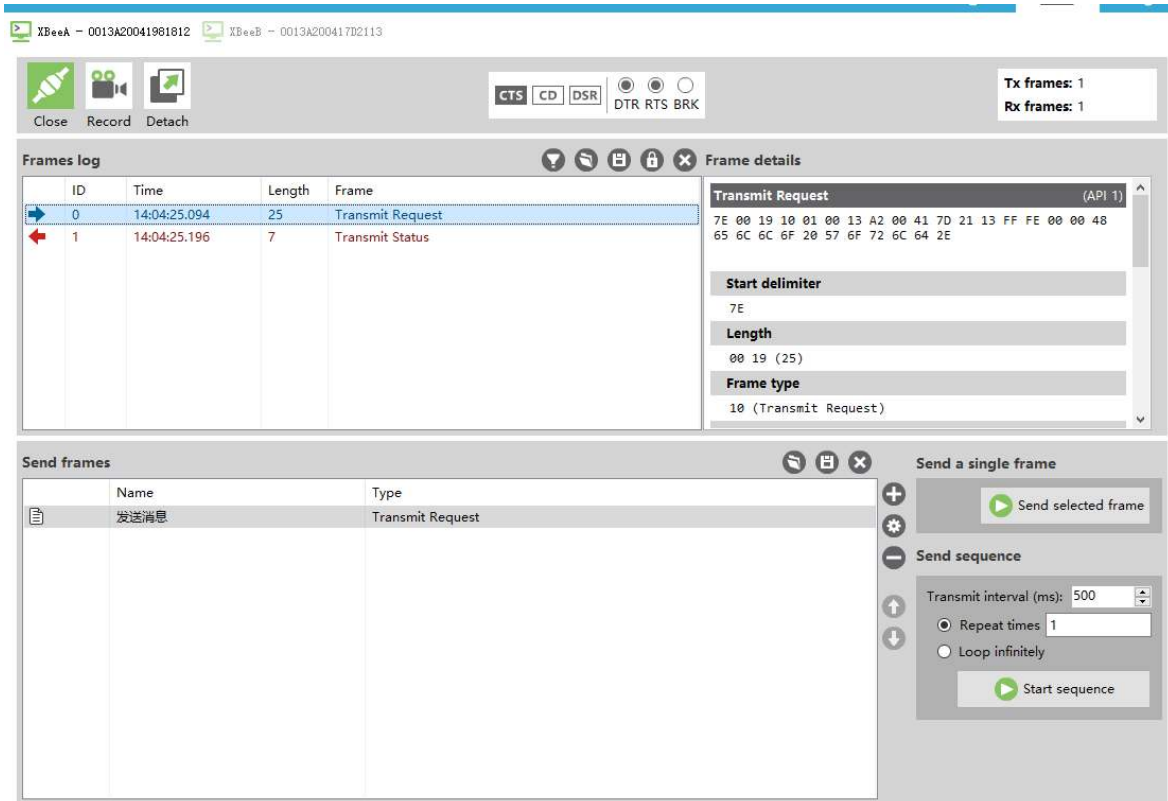 XBeeA - 0013A20041981812 XBeeB - 0013A200417D2113
CTS CD DSR DTR RTS BRK
Tx frames: 1
Rx frames: 1
Close Record Detach
Frames log
ID Time Length Frame
0 14:04:25.094 25 Transmit Request
1 14:04:25.196 7 Transmit Status
Frame details
Transmit Request (API 1)
7E 00 19 10 01 00 13 A2 00 41 7D 21 13 FF FE 00 00 48
65 6C 6C 6F 20 57 6F 72 6C 64 2E
Start delimiter
7E
Length
00 19 (25)
Frame type
10 (Transmit Request)
Send frames
Name Type
发送消息 Transmit Request
Send a single frame
Send selected frame
Send sequence
Transmit interval (ms): 500
Repeat times 1
Loop infinitely
Start sequence